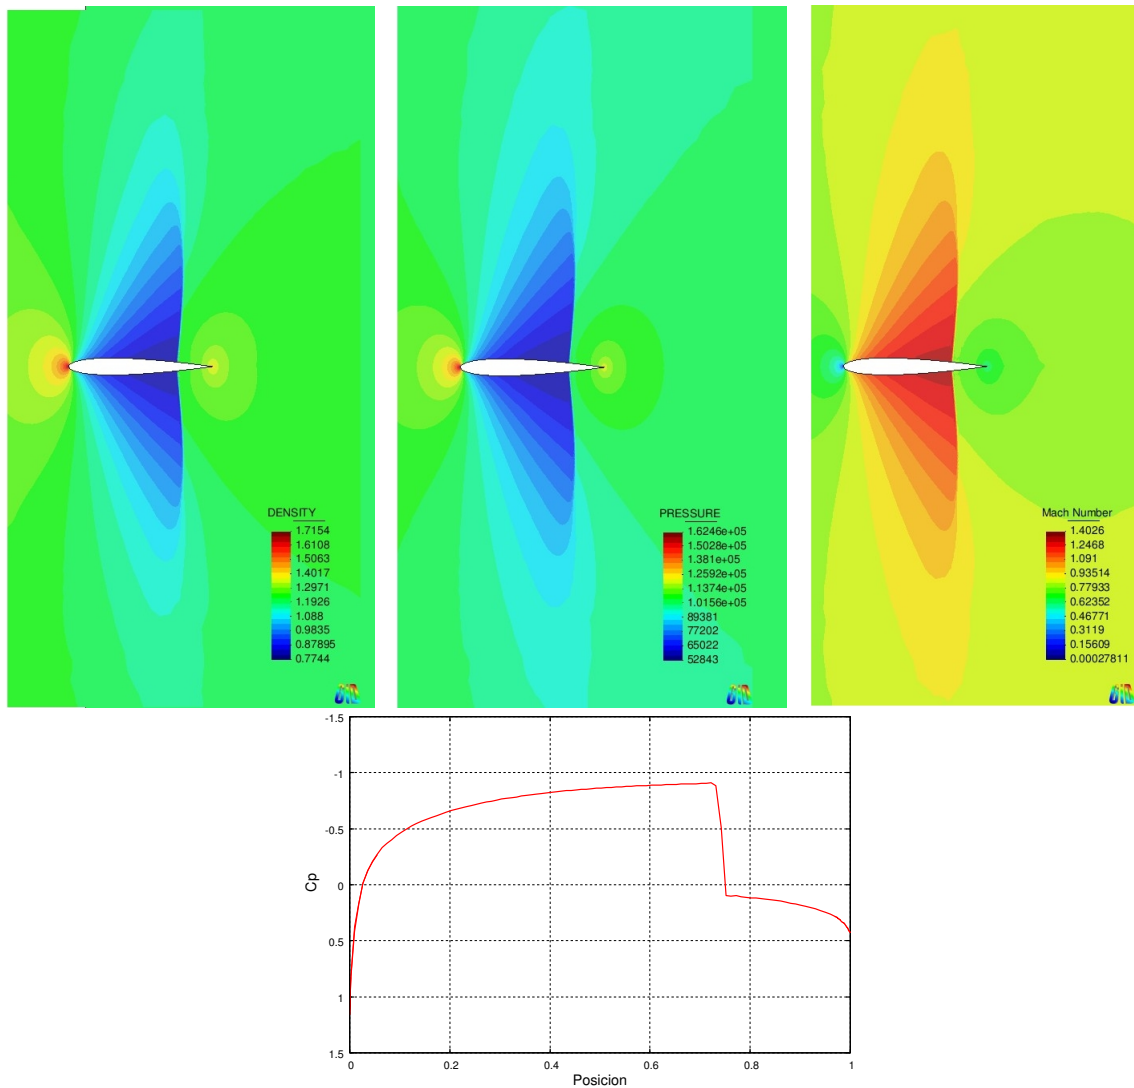 DENSITY
1.7154
1.6108
1.5063
1.4017
1.2971
1.1926
1.088
0.9835
0.87895
0.7744
GiD
PRESSURE
1.6246e+05
1.5028e+05
1.381e+05
1.2592e+05
1.1374e+05
1.0156e+05
89381
77202
65022
52843
GiD
Mach Number
1.4026
1.2468
1.091
0.93514
0.77933
0.62352
0.46771
0.3119
0.15609
0.00027811
GiD
-1.5
-1
-0.5
0
0.5
1
1.5
Cp
0 0.2 0.4 0.6 0.8 1
Posicion